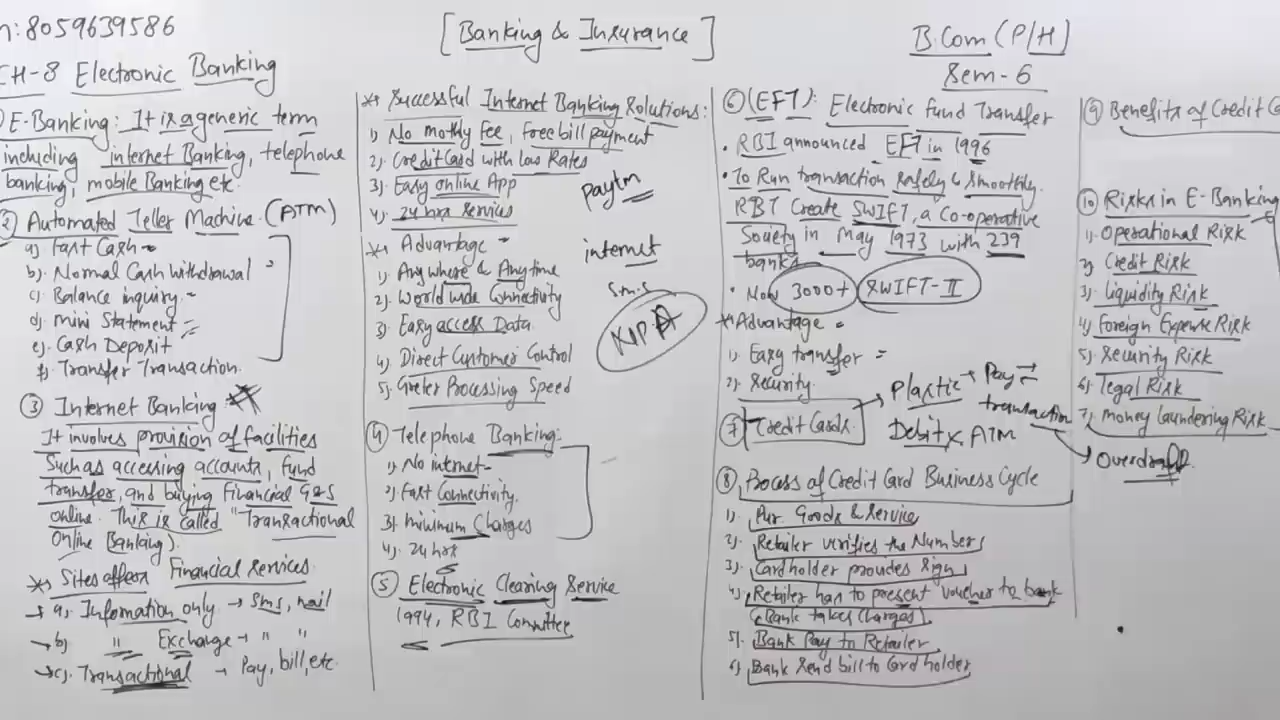 n: 8059639586
[Banking & Insurance]
B.Com (P/H)
Sem-6
CH-8 Electronic Banking
E-Banking: It is a generic term
including internet Banking, telephone
banking, mobile Banking etc.
② Automated Teller Machine. (ATM)
a) Fast Cash
b) Normal Cash withdrawal
c) Balance inquiry
d) Mini Statement
e) Cash Deposit
f) Transfer Transaction.
③ Internet Banking:
It involves provision of facilities
Such as accessing accounts, fund
transfer, and buying Financial G&S
online. This is called "Transactional
Online Banking).
* Sites offers Financial Services
→ a) Information only → Sms, mail
→ b) " Exchange → " "
→ c) Transactional → Pay, bill, etc.
* Successful Internet Banking Solutions:
1) No mothly Fee, Free bill payment
2) Credit Card with Low Rates
3) Easy online App
4) 24 hrs services
paytm
* Advantage -
1) Any where & Anytime
2) World wide Connectivity
3) Easy access Data
4) Direct Customer Control
5) Greter Processing Speed
internet
S.m.s
④ Telephone Banking:
1) No internet-
2) Fast Connectivity.
3) Minimum Charges
4) 24 hrs
⑤ Electronic Clearing Service
1994, RBI Committee
⑥ (EFT): Electronic Fund Transfer
• RBI announced EFT in 1996
• To Run transaction safely & smoothly.
RBI Create SWIFT, a Co-operative
Society in May 1973 with 239
banks
• Now 3000+ SWIFT-II
* Advantage -
1) Easy transfer =
2) Security.
⑦ Credit Cards. → Plastic → Pay
transaction
Debit x ATM
→ Overdraff.
⑧ Process of Credit Card Business Cycle
1) Pur. Goods & Service
2) Retailer verifies the Numbers
3) Cardholder provides Sign
4) Retailer has to present voucher to bank
(Bank takes Charges)
5) Bank Pay to Retailer
6) Bank Send bill to Card holder
⑨ Benefits of Credit C
⑩ Risks in E-Banking
1) Operational Risk
2) Credit Risk
3) Liquidity Risk
4) Foreign Expense Risk
5) Security Risk
6) Legal Risk
7) Money Laundering Risk